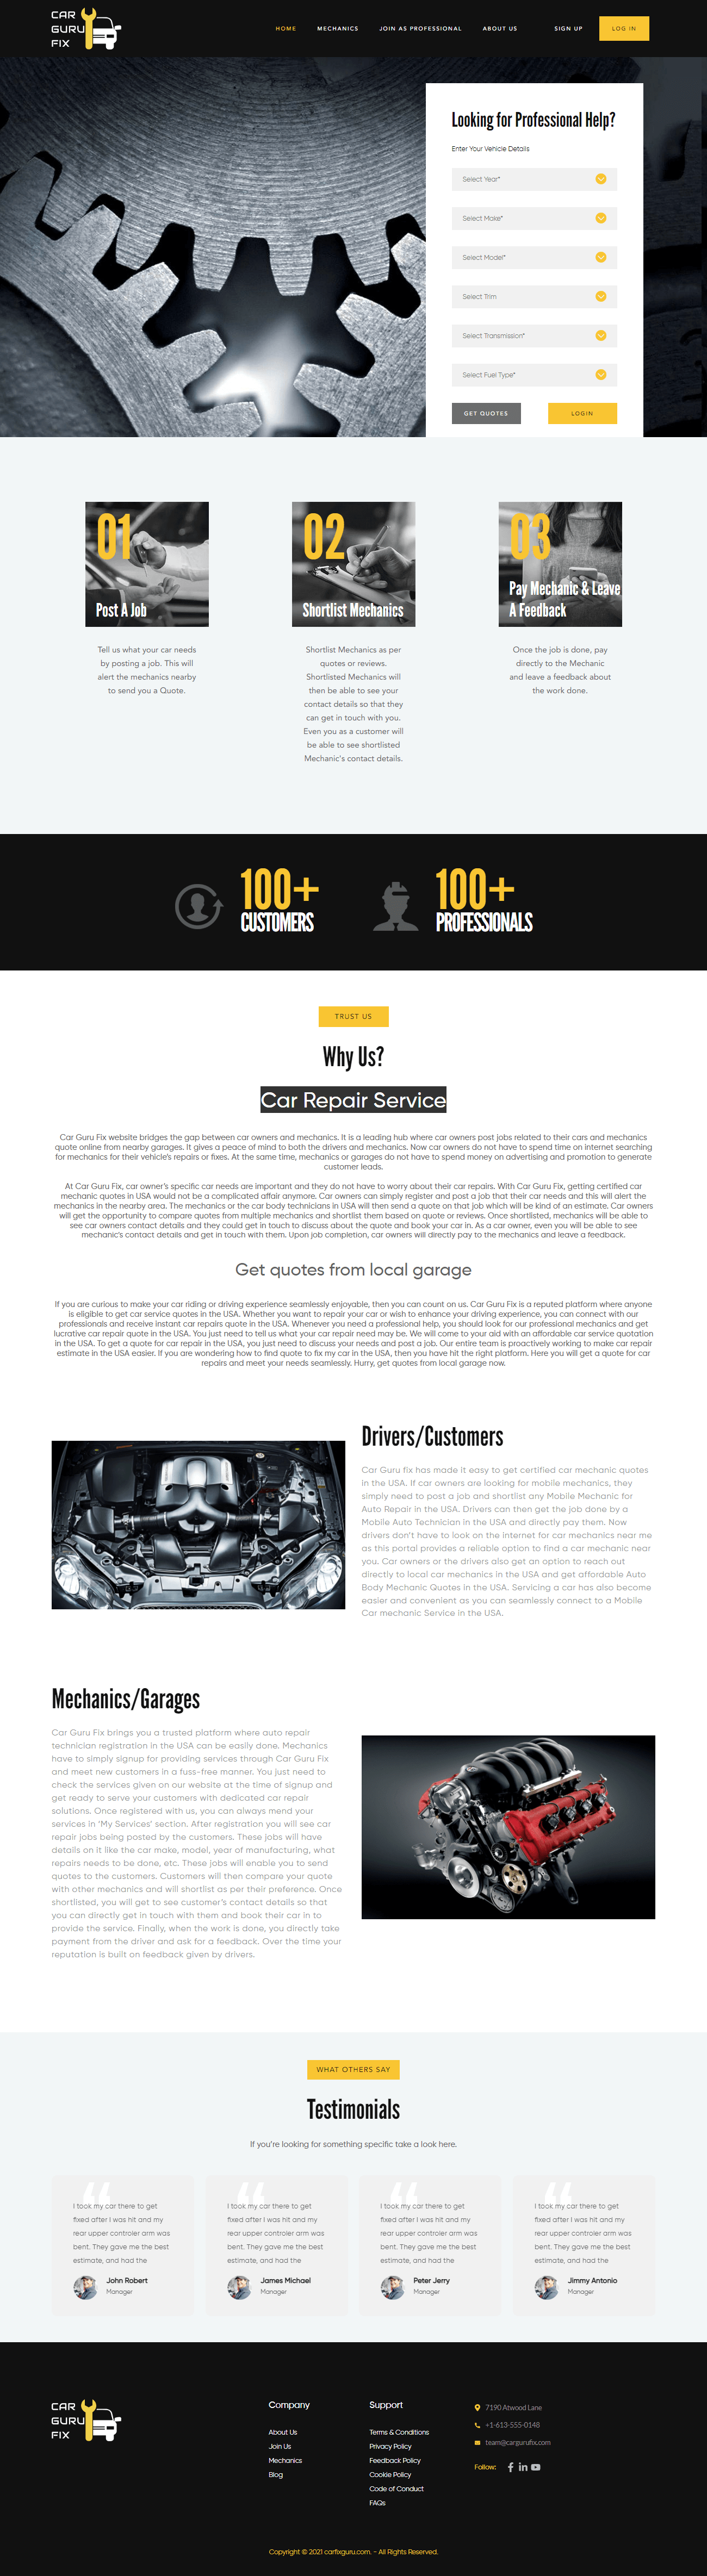 CAR
GURU
FIX
HOME
MECHANICS
JOIN AS PROFESSIONAL
ABOUT US
SIGN UP
LOG IN
Looking for Professional Help?
Enter Your Vehicle Details
Select Year*
Select Make*
Select Model*
Select Trim
Select Transmission*
Select Fuel Type*
GET QUOTES
LOGIN
01
Post A Job
Tell us what your car needs
by posting a job. This will
alert the mechanics nearby
to send you a Quote.
02
Shortlist Mechanics
Shortlist Mechanics as per
quotes or reviews.
Shortlisted Mechanics will
then be able to see your
contact details so that they
can get in touch with you.
Even you as a customer will
be able to see shortlisted
Mechanic's contact details.
03
Pay Mechanic & Leave
A Feedback
Once the job is done, pay
directly to the Mechanic
and leave a feedback about
the work done.
100+
CUSTOMERS
100+
PROFESSIONALS
TRUST US
Why Us?
Car Repair Service
Car Guru Fix website bridges the gap between car owners and mechanics. It is a leading hub where car owners post jobs related to their cars and mechanics
quote online from nearby garages. It gives a peace of mind to both the drivers and mechanics. Now car owners do not have to spend time on internet searching
for mechanics for their vehicle's repairs or fixes. At the same time, mechanics or garages do not have to spend money on advertising and promotion to generate
customer leads.
At Car Guru Fix, car owner's specific car needs are important and they do not have to worry about their car repairs. With Car Guru Fix, getting certified car
mechanic quotes in USA would not be a complicated affair anymore. Car owners can simply register and post a job that their car needs and this will alert the
mechanics in the nearby area. The mechanics or the car body technicians in USA will then send a quote on that job which will be kind of an estimate. Car owners
will get the opportunity to compare quotes from multiple mechanics and shortlist them based on quote or reviews. Once shortlisted, mechanics will be able to
see car owners contact details and they could get in touch to discuss about the quote and book your car in. As a car owner, even you will be able to see
mechanic's contact details and get in touch with them. Upon job completion, car owners will directly pay to the mechanics and leave a feedback.
Get quotes from local garage
If you are curious to make your car riding or driving experience seamlessly enjoyable, then you can count on us. Car Guru Fix is a reputed platform where anyone
is eligible to get car service quotes in the USA. Whether you want to repair your car or wish to enhance your driving experience, you can connect with our
professionals and receive instant car repairs quote in the USA. Whenever you need a professional help, you should look for our professional mechanics and get
lucrative car repair quote in the USA. You just need to tell us what your car repair need may be. We will come to your aid with an affordable car service quotation
in the USA. To get a quote for car repair in the USA, you just need to discuss your needs and post a job. Our entire team is proactively working to make car repair
estimate in the USA easier. If you are wondering how to find quote to fix my car in the USA, then you have hit the right platform. Here you will get a quote for car
repairs and meet your needs seamlessly. Hurry, get quotes from local garage now.
Drivers/Customers
Car Guru fix has made it easy to get certified car mechanic quotes
in the USA. If car owners are looking for mobile mechanics, they
simply need to post a job and shortlist any Mobile Mechanic for
Auto Repair in the USA. Drivers can then get the job done by a
Mobile Auto Technician in the USA and directly pay them. Now
drivers don't have to look on the internet for car mechanics near me
as this portal provides a reliable option to find a car mechanic near
you. Car owners or the drivers also get an option to reach out
directly to local car mechanics in the USA and get affordable Auto
Body Mechanic Quotes in the USA. Servicing a car has also become
easier and convenient as you can seamlessly connect to a Mobile
Car mechanic Service in the USA.
Mechanics/Garages
Car Guru Fix brings you a trusted platform where auto repair
technician registration in the USA can be easily done. Mechanics
have to simply signup for providing services through Car Guru Fix
and meet new customers in a fuss-free manner. You just need to
check the services given on our website at the time of signup and
get ready to serve your customers with dedicated car repair
solutions. Once registered with us, you can always mend your
services in 'My Services' section. After registration you will see car
repair jobs being posted by the customers. These jobs will have
details on it like the car make, model, year of manufacturing, what
repairs needs to be done, etc. These jobs will enable you to send
quotes to the customers. Customers will then compare your quote
with other mechanics and will shortlist as per their preference. Once
shortlisted, you will get to see customer's contact details so that
you can directly get in touch with them and book their car in to
provide the service. Finally, when the work is done, you directly take
payment from the driver and ask for a feedback. Over the time your
reputation is built on feedback given by drivers.
WHAT OTHERS SAY
Testimonials
If you're looking for something specific take a look here.
I took my car there to get
fixed after I was hit and my
rear upper controler arm was
bent. They gave me the best
estimate, and had the
John Robert
Manager
I took my car there to get
fixed after I was hit and my
rear upper controler arm was
bent. They gave me the best
estimate, and had the
James Michael
Manager
I took my car there to get
fixed after I was hit and my
rear upper controler arm was
bent. They gave me the best
estimate, and had the
Peter Jerry
Manager
I took my car there to get
fixed after I was hit and my
rear upper controler arm was
bent. They gave me the best
estimate, and had the
Jimmy Antonio
Manager
CAR
GURU
FIX
Company
About Us
Join Us
Mechanics
Blog
Support
Terms & Conditions
Privacy Policy
Feedback Policy
Cookie Policy
Code of Conduct
FAQs
7190 Atwood Lane
+1-613-555-0148
team@cargurufix.com
Follow:
Copyright © 2021 carfixguru.com. - All Rights Reserved.